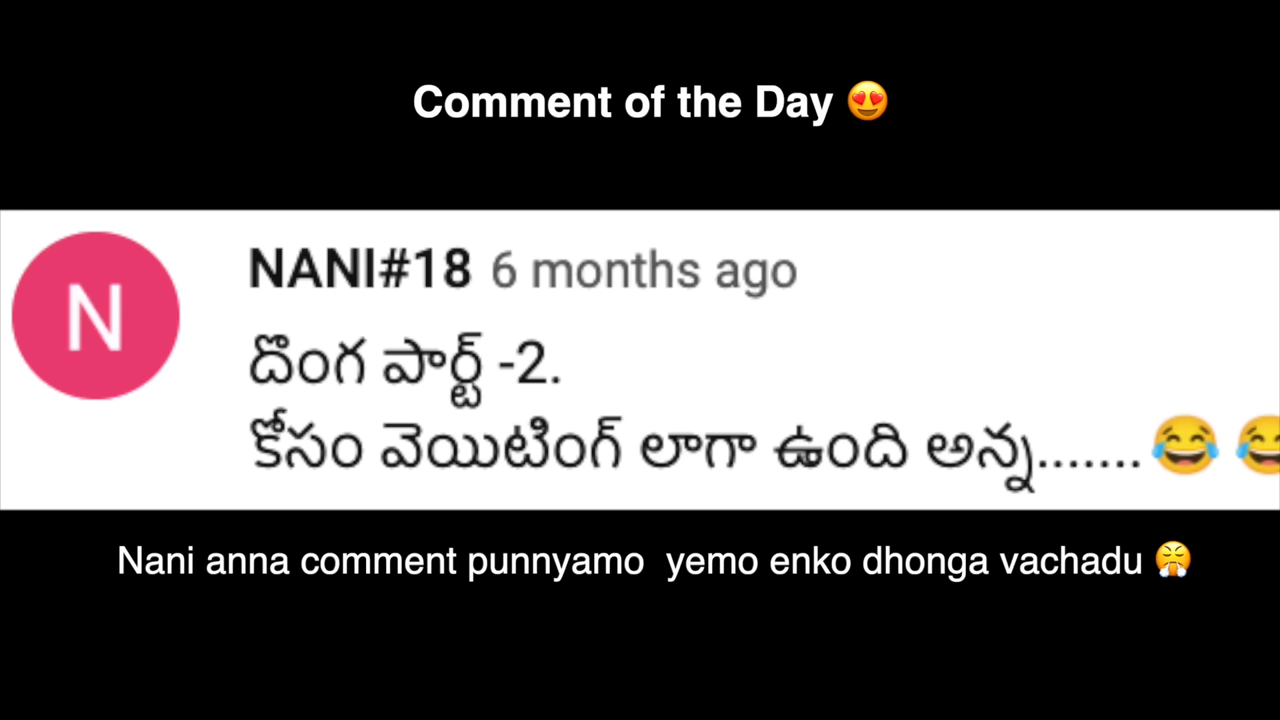 Comment of the Day 😍
N
NANI#18 6 months ago
దొంగ పార్ట్ -2.
కోసం వెయిటింగ్ లాగా ఉంది అన్న.......😂😂
Nani anna comment punnyamo  yemo enko dhonga vachadu 😤